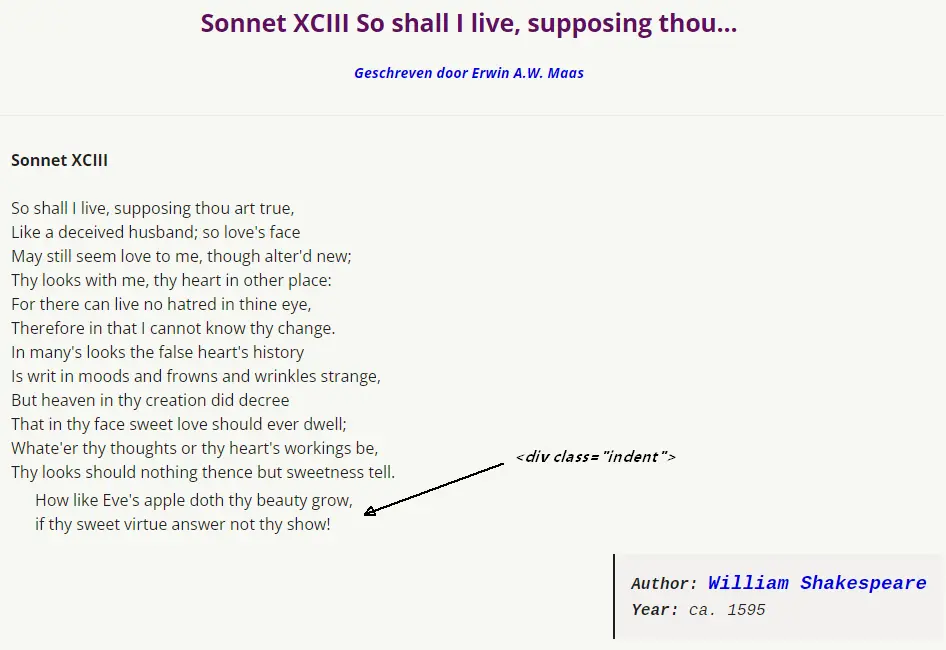 Sonnet XCIII So shall I live, supposing thou...
Geschreven door Erwin A.W. Maas
Sonnet XCIII
So shall I live, supposing thou art true,
Like a deceived husband; so love's face
May still seem love to me, though alter'd new;
Thy looks with me, thy heart in other place:
For there can live no hatred in thine eye,
Therefore in that I cannot know thy change.
In many's looks the false heart's history
Is writ in moods and frowns and wrinkles strange,
But heaven in thy creation did decree
That in thy face sweet love should ever dwell;
Whate'er thy thoughts or thy heart's workings be,
Thy looks should nothing thence but sweetness tell.
<div class="indent">
How like Eve's apple doth thy beauty grow,
if thy sweet virtue answer not thy show!
Author: William Shakespeare
Year: ca. 1595